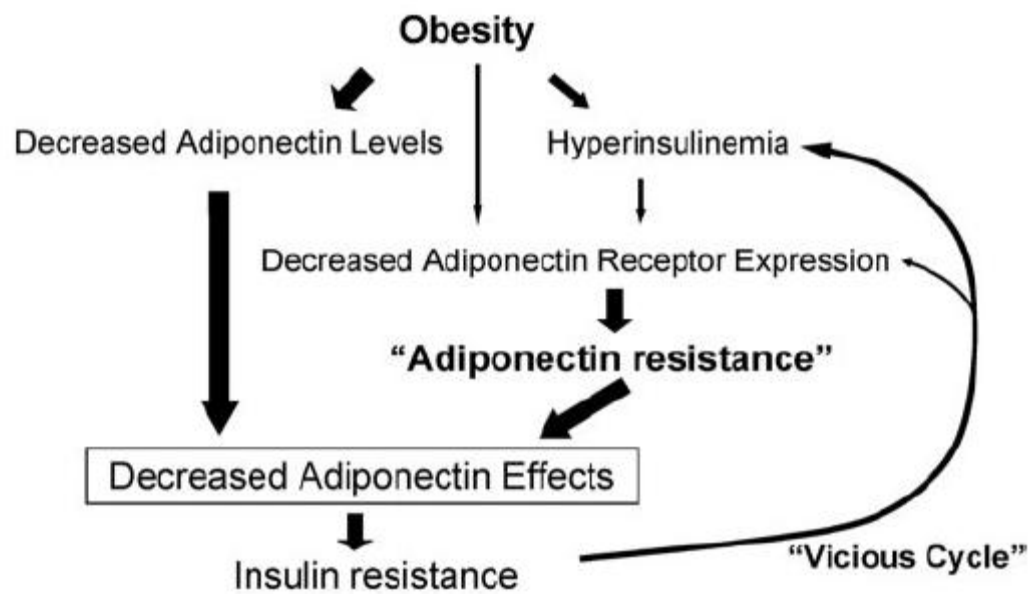 Obesity
Decreased Adiponectin Levels
Hyperinsulinemia
Decreased Adiponectin Receptor Expression
“Adiponectin resistance”
Decreased Adiponectin Effects
Insulin resistance
“Vicious Cycle”